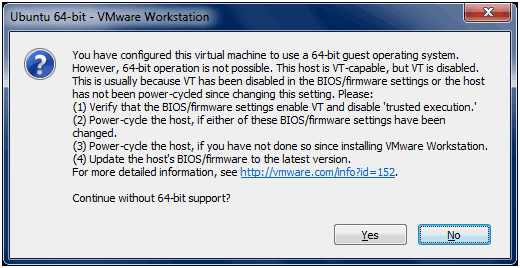 Ubuntu 64-bit - VMware Workstation
You have configured this virtual machine to use a 64-bit guest operating system.
However, 64-bit operation is not possible. This host is VT-capable, but VT is disabled.
This is usually because VT has been disabled in the BIOS/firmware settings or the host
has not been power-cycled since changing this setting. Please:
(1) Verify that the BIOS/firmware settings enable VT and disable 'trusted execution.'
(2) Power-cycle the host, if either of these BIOS/firmware settings have been
changed.
(3) Power-cycle the host, if you have not done so since installing VMware Workstation.
(4) Update the host's BIOS/firmware to the latest version.
For more detailed information, see http://vmware.com/info?id=152.
Continue without 64-bit support?
Yes No